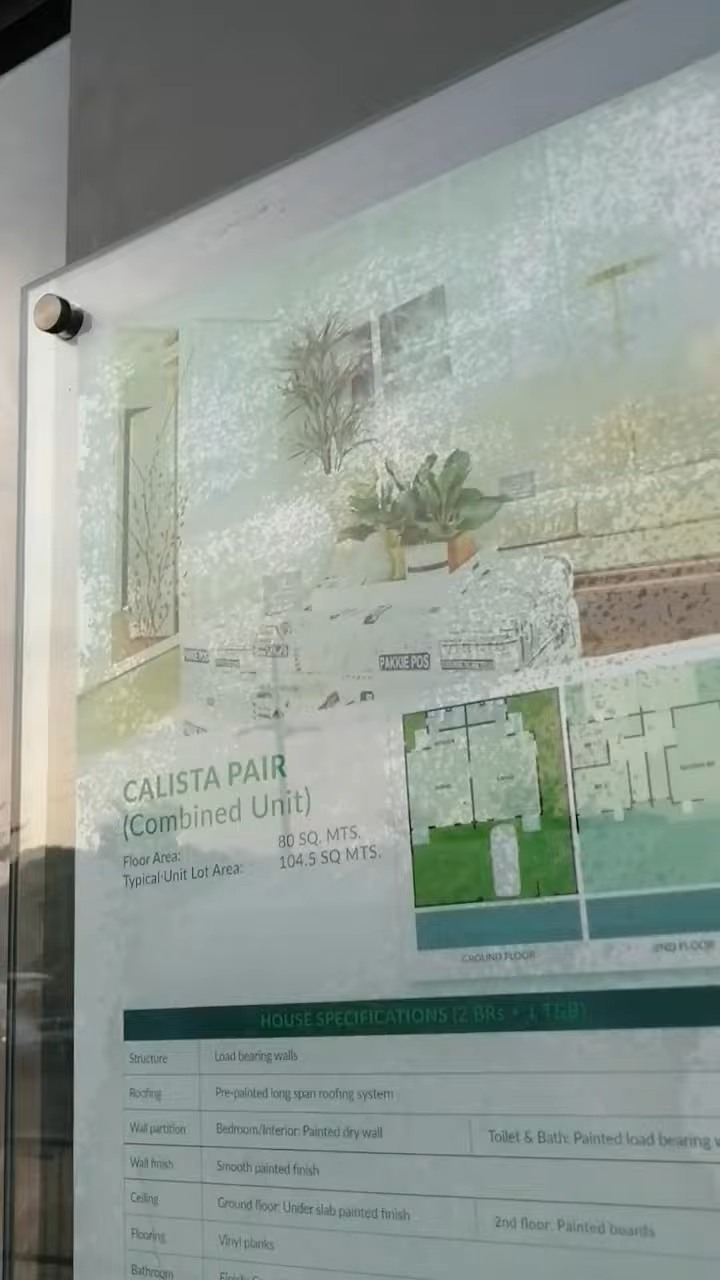 PAKKIE POS
CALISTA PAIR
(Combined Unit)
Floor Area: 80 SQ. MTS.
Typical Unit Lot Area: 104.5 SQ MTS.
GROUND FLOOR
2ND FLOOR
HOUSE SPECIFICATIONS (2 BRs + 1 T&B)
Structure Load bearing walls
Roofing Pre-painted long span roofing system
Wall partition Bedroom/Interior: Painted dry wall Toilet & Bath: Painted load bearing
Wall finish Smooth painted finish
Ceiling Ground floor: Under slab painted finish 2nd floor: Painted boards
Flooring Vinyl planks
Bathroom